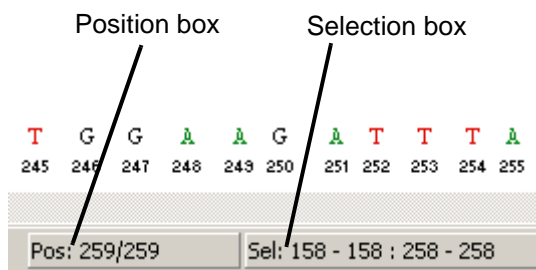 Position box Selection box
T G G A A G A T T T A
245 246 247 248 249 250 251 252 253 254 255
Pos: 259/259 Sel: 158 - 158 : 258 - 258